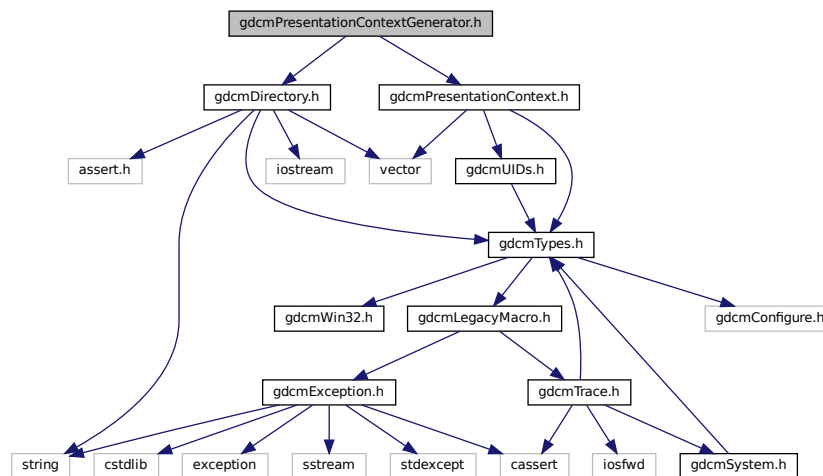 gdcmPresentationContextGenerator.h
gdcmDirectory.h
gdcmPresentationContext.h
assert.h
iostream
vector
gdcmUIDs.h
gdcmTypes.h
gdcmWin32.h
gdcmLegacyMacro.h
gdcmConfigure.h
gdcmException.h
gdcmTrace.h
string
cstdlib
exception
sstream
stdexcept
cassert
iosfwd
gdcmSystem.h